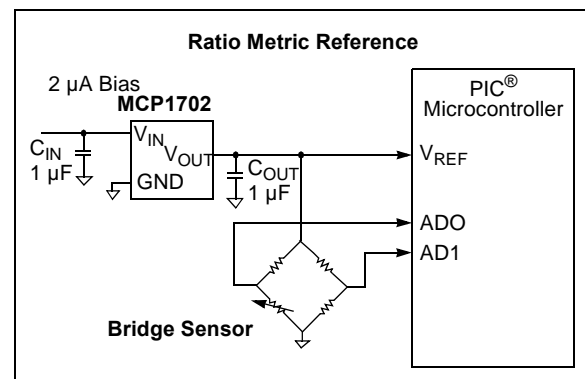 Ratio Metric Reference
2 µA Bias
MCP1702
PIC®
Microcontroller
VIN
VOUT
GND
CIN
1 µF
COUT
1 µF
VREF
ADO
AD1
Bridge Sensor